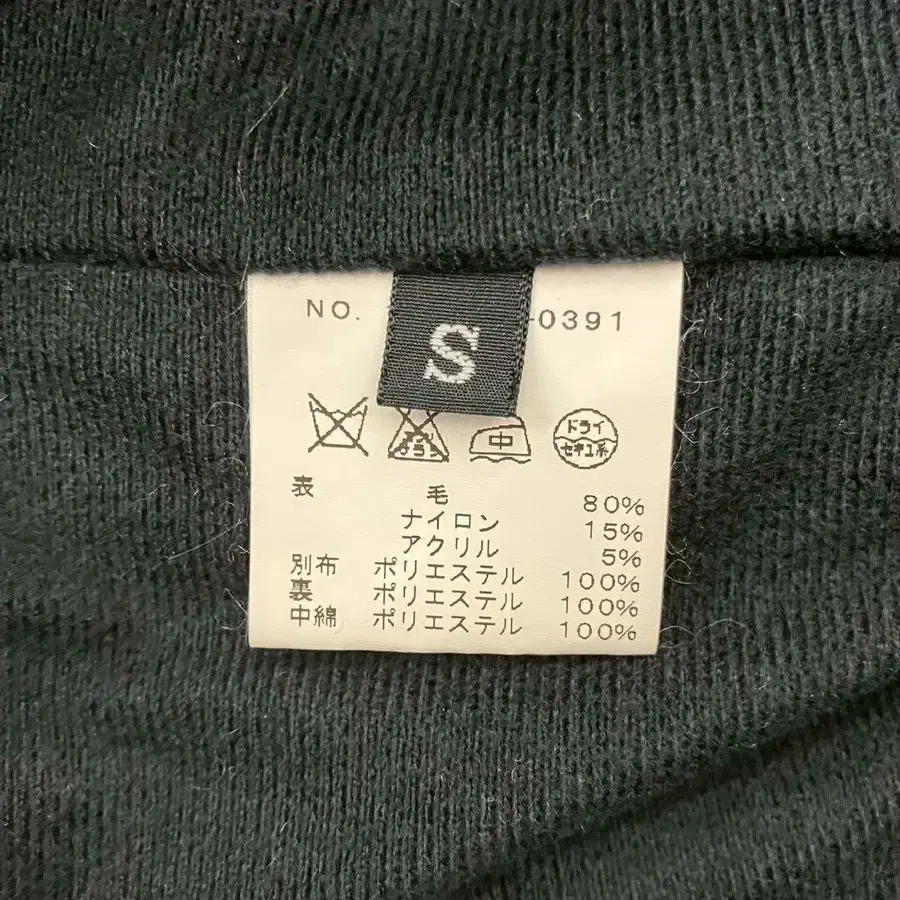 NO. -0391
S
中 ドライ
セキユ系
表 毛 80%
ナイロン 15%
アクリル 5%
別布 ポリエステル 100%
裏 ポリエステル 100%
中綿 ポリエステル 100%